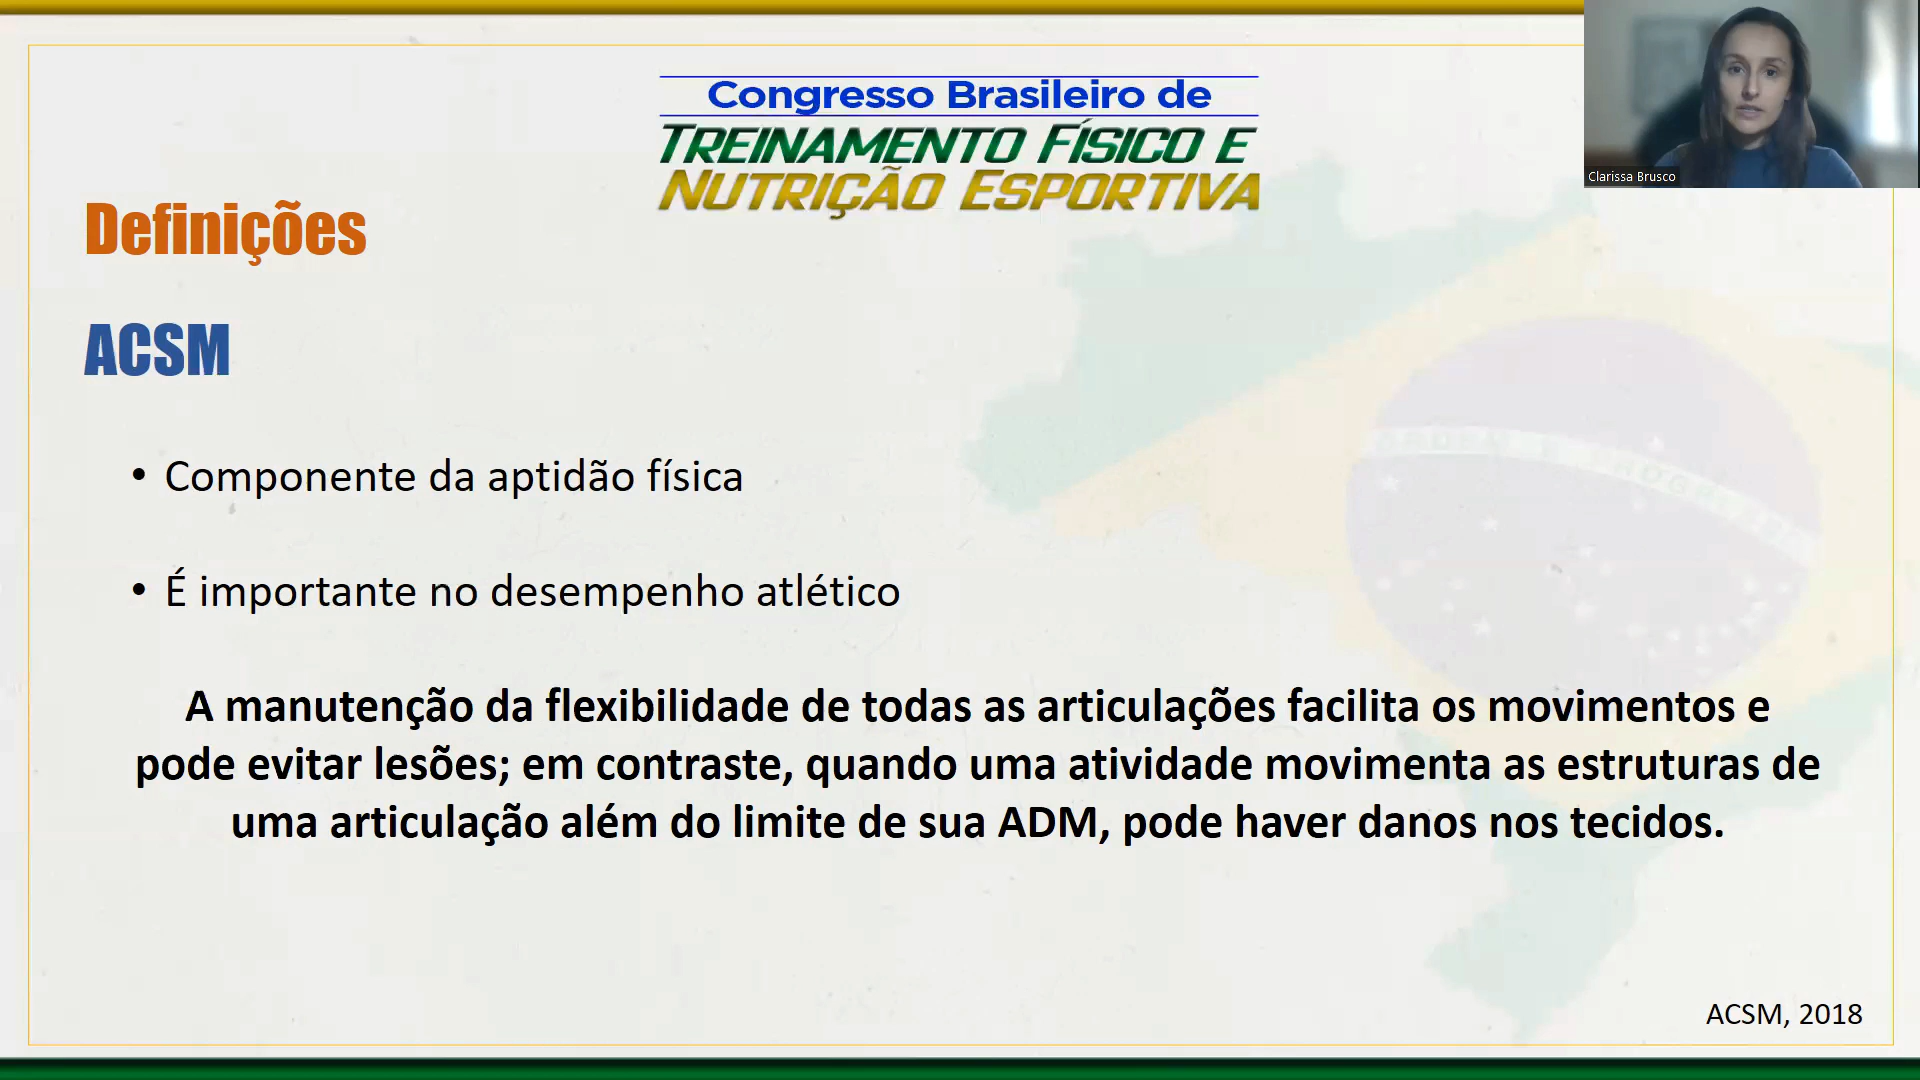 Congresso Brasileiro de
TREINAMENTO FÍSICO E
NUTRIÇÃO ESPORTIVA
Clarissa Brusco
Definições
ACSM
• Componente da aptidão física
• É importante no desempenho atlético
A manutenção da flexibilidade de todas as articulações facilita os movimentos e
pode evitar lesões; em contraste, quando uma atividade movimenta as estruturas de
uma articulação além do limite de sua ADM, pode haver danos nos tecidos.
ACSM, 2018